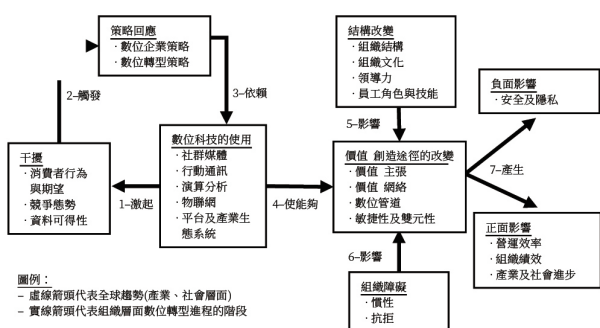 策略回應
· 數位企業策略
· 數位轉型策略
結構改變
· 組織結構
· 組織文化
· 領導力
· 員工角色與技能
負面影響
· 安全及隱私
2–觸發
3–依賴
5–影響
干擾
· 消費者行為
與期望
· 競爭態勢
· 資料可得性
1–激起
數位科技的使用
· 社群媒體
· 行動通訊
· 演算分析
· 物聯網
· 平台及產業生
態系統
4–使能夠
價值 創造途徑的改變
· 價值 主張
· 價值 網絡
· 數位管道
· 敏捷性及雙元性
7–產生
正面影響
· 營運效率
· 組織績效
· 產業及社會進步
6–影響
組織障礙
· 慣性
· 抗拒
圖例：
– 虛線箭頭代表全球趨勢(產業、社會層面)
– 實線箭頭代表組織層面數位轉型進程的階段